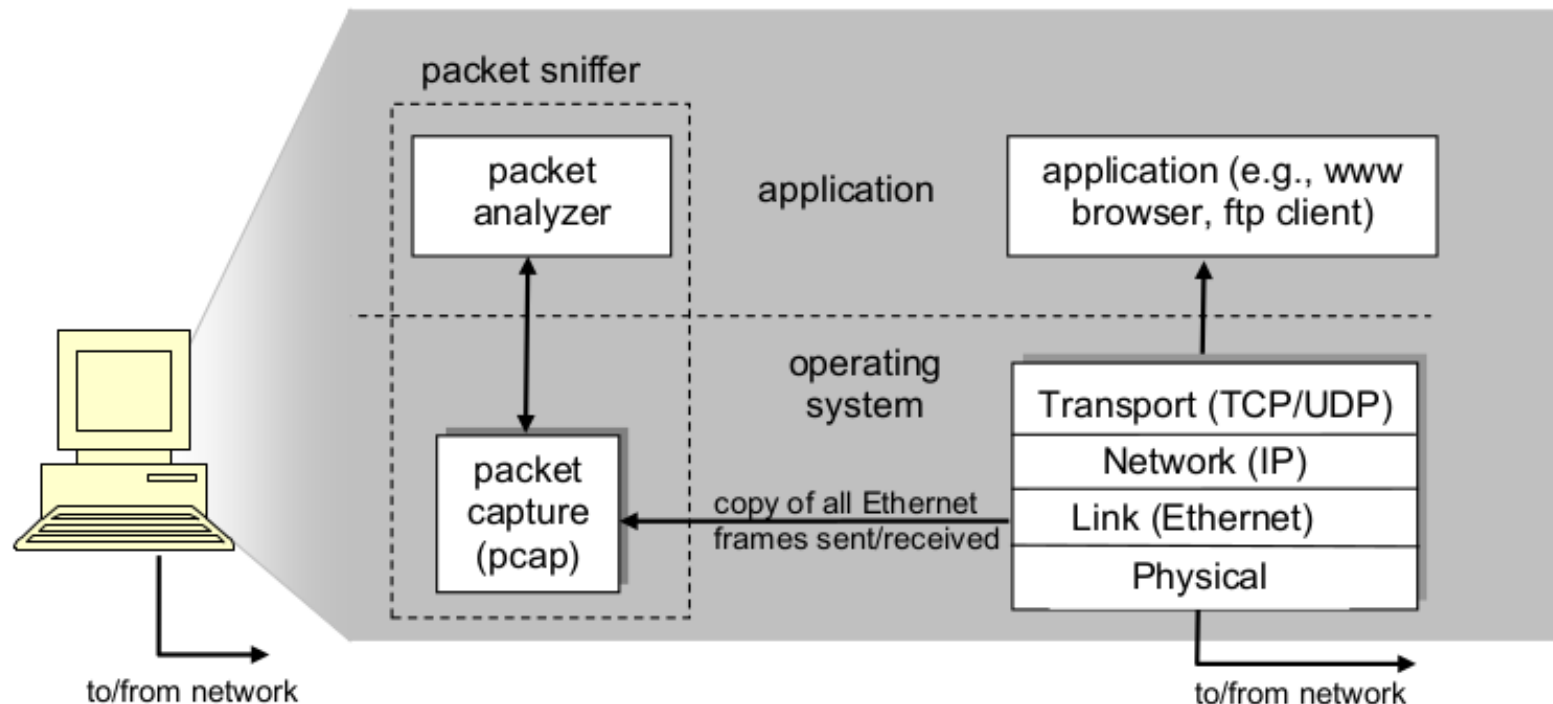 packet sniffer
packet
analyzer
application
application (e.g., www
browser, ftp client)
operating
system
packet
capture
(pcap)
copy of all Ethernet
frames sent/received
Transport (TCP/UDP)
Network (IP)
Link (Ethernet)
Physical
to/from network
to/from network